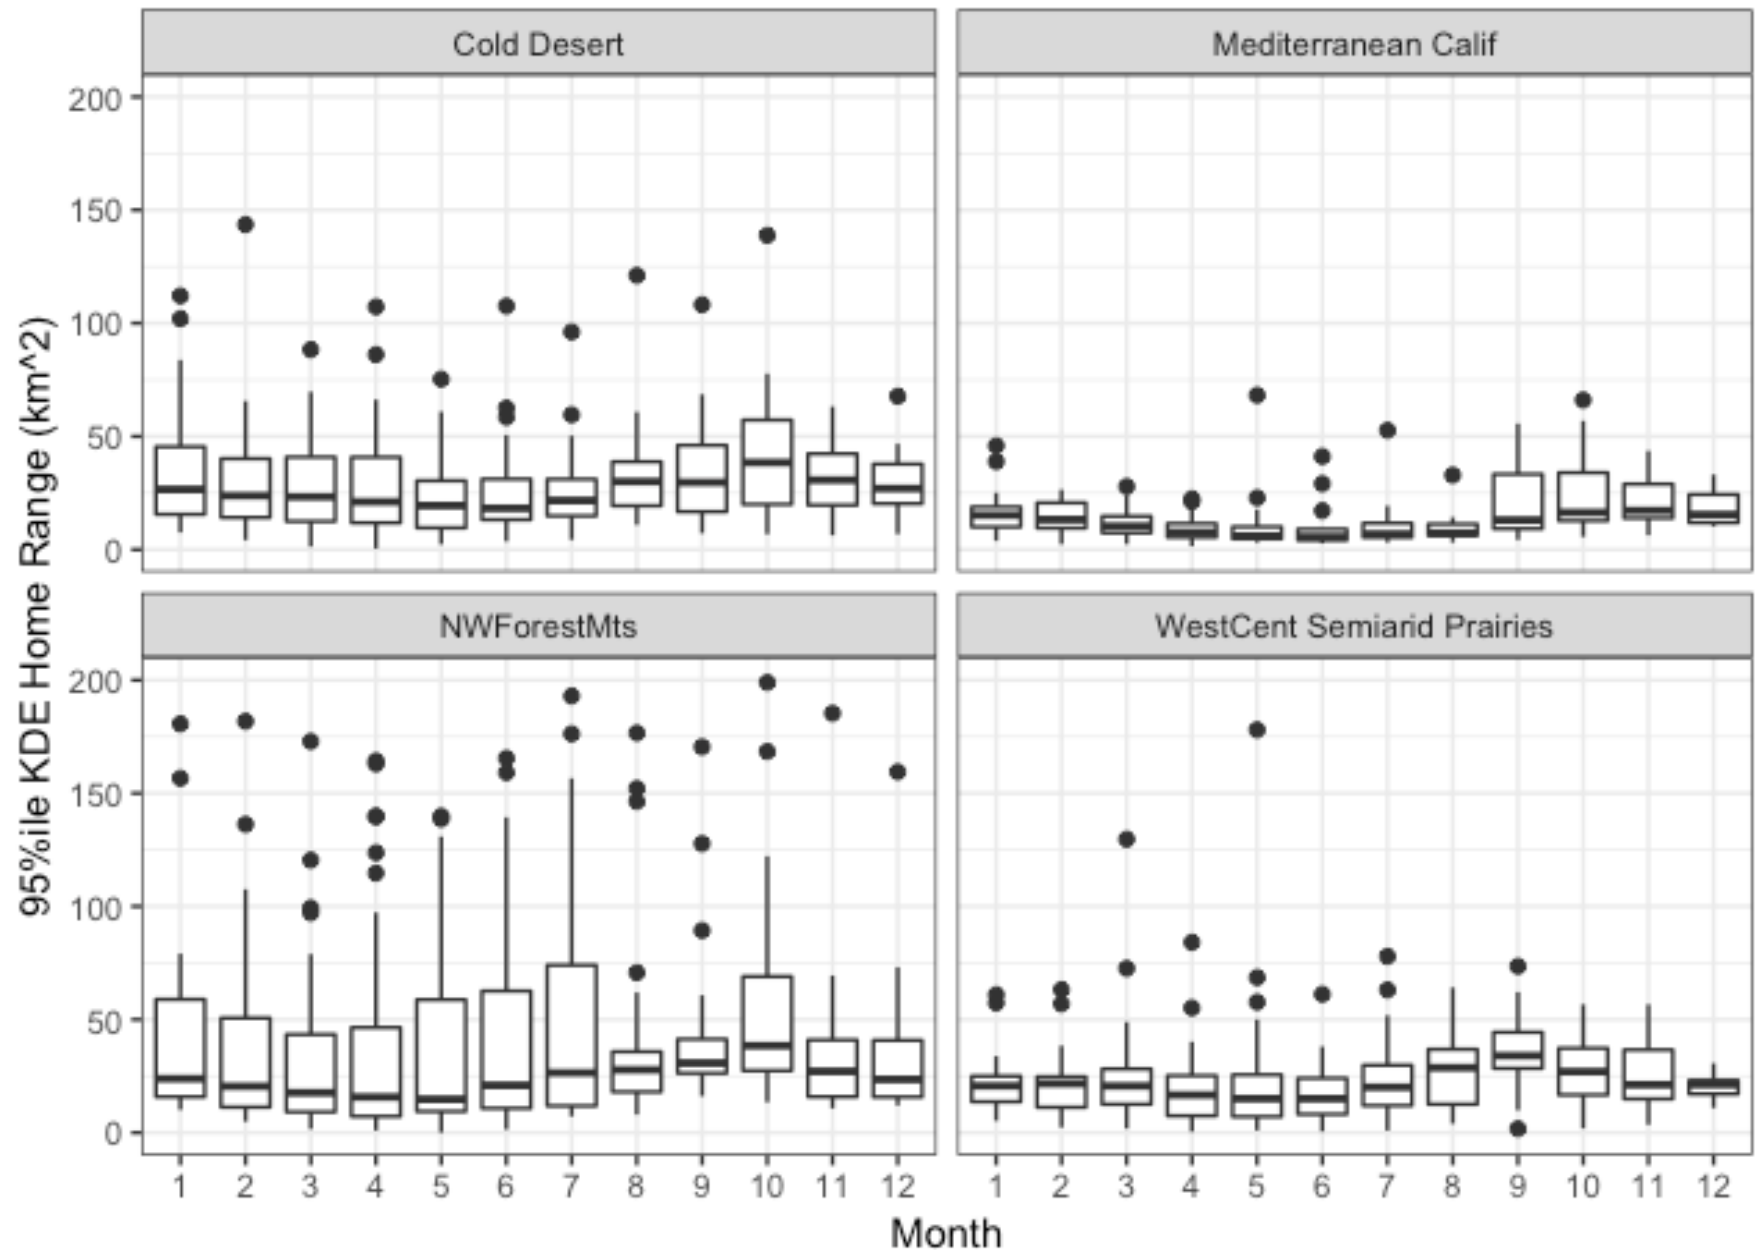 Cold Desert
Mediterranean Calif
200
150
100
50
0
NWForestMts
WestCent Semiarid Prairies
200
150
100
50
0
1 2 3 4 5 6 7 8 9 10 11 12
1 2 3 4 5 6 7 8 9 10 11 12
Month
95%ile KDE Home Range (km^2)